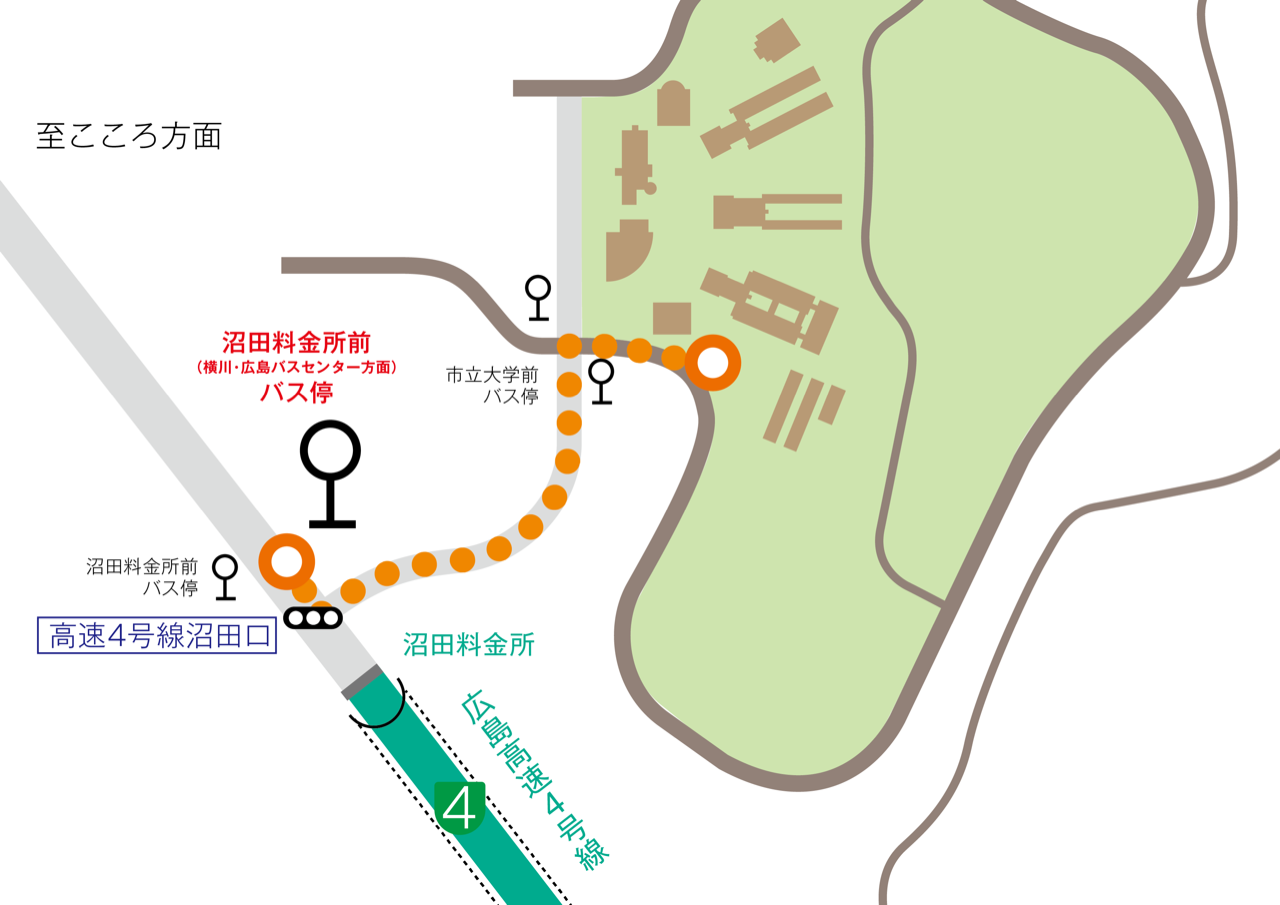 至こころ方面
沼田料金所前
（横川・広島バスセンター方面）
バス停
市立大学前
バス停
沼田料金所前
バス停
高速4号線沼田口
沼田料金所
広島高速4号線
4